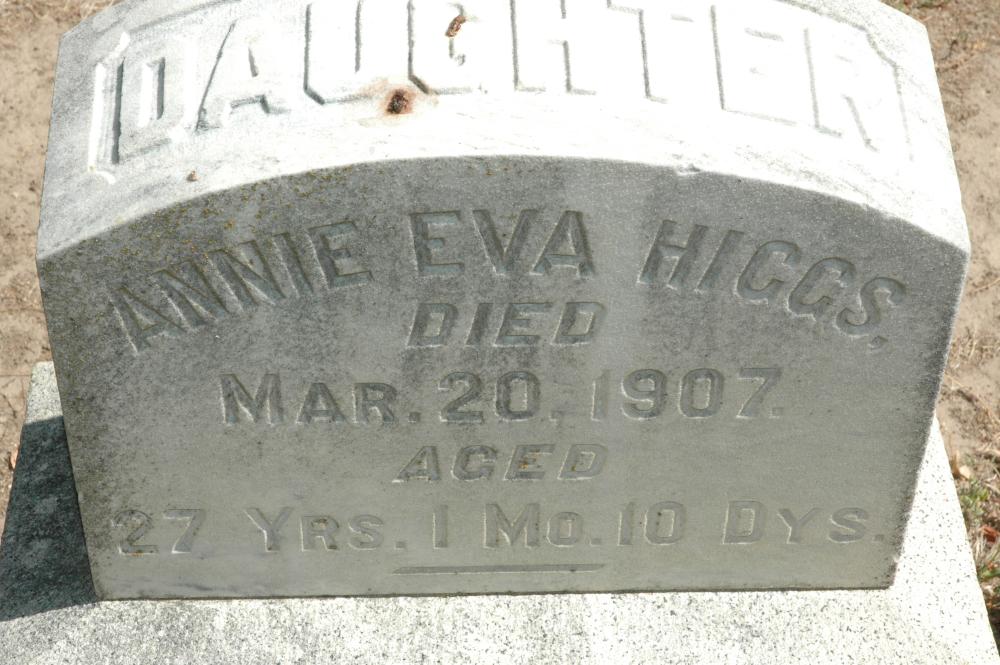 DAUGHTER
ANNIE EVA HIGGS,
DIED
MAR. 20, 1907.
AGED
27 YRS. 1 MO. 10 DYS.